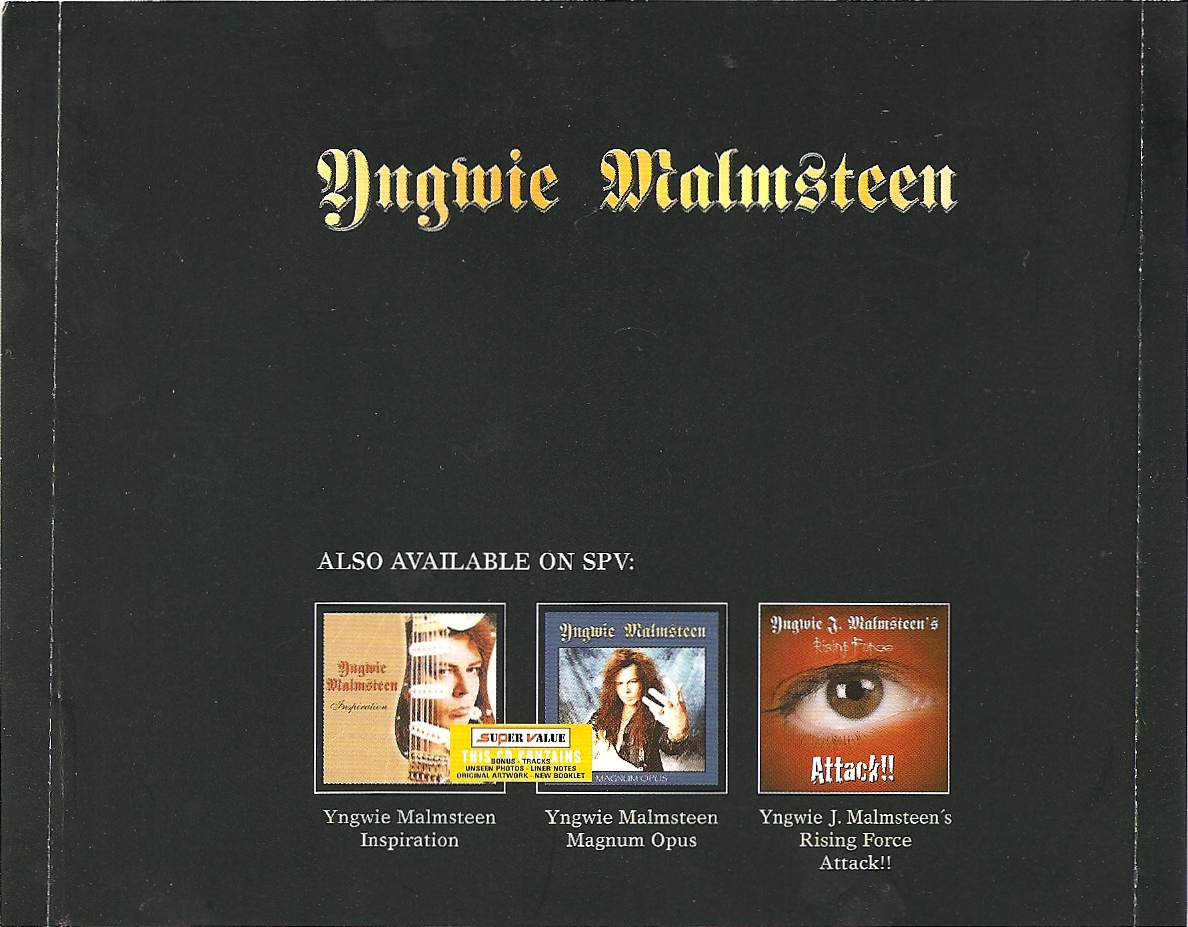 Yngwie Malmsteen
ALSO AVAILABLE ON SPV:
Yngwie
Malmsteen
Inspiration
Yngwie Malmsteen
MAGNUM OPUS
Yngwie J. Malmsteen's
Rising Force
Attack!!
SUPER VALUE
THIS CD CONTAINS
BONUS - TRACKS
UNSEEN PHOTOS - LINER NOTES
ORIGINAL ARTWORK - NEW BOOKLET
Yngwie Malmsteen
Inspiration
Yngwie Malmsteen
Magnum Opus
Yngwie J. Malmsteen´s
Rising Force
Attack!!